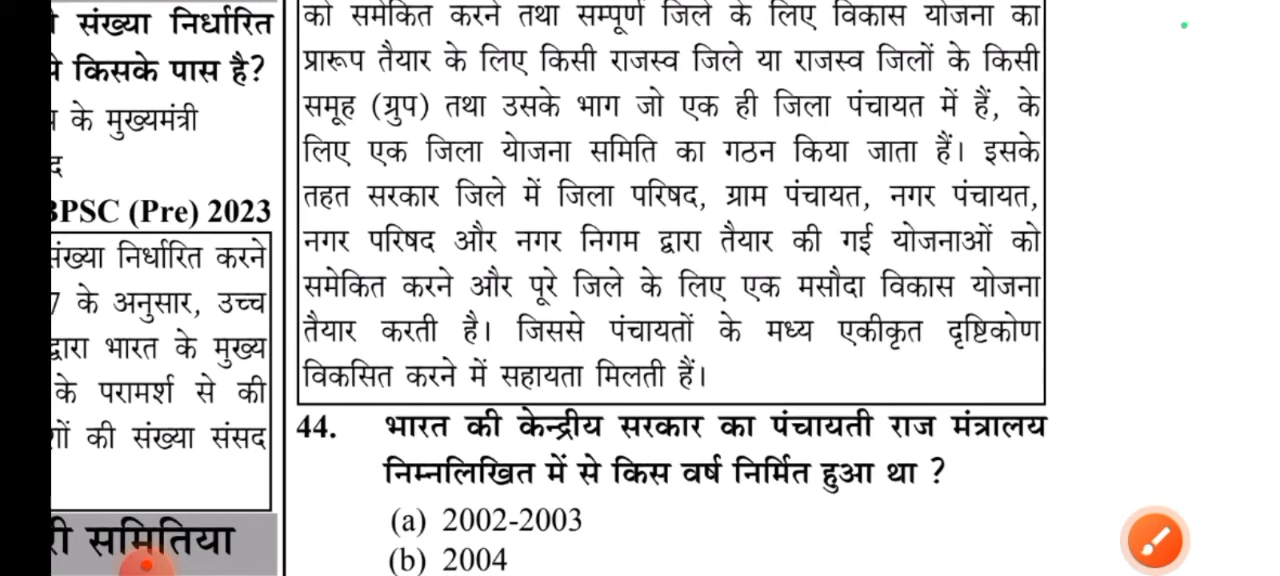 संख्या निर्धारित
किसके पास है?
के मुख्यमंत्री
(Pre) 2023
संख्या निर्धारित करने
7 के अनुसार, उच्च
द्वारा भारत के मुख्य
के परामर्श से की
की संख्या संसद
समितिया
को समेकित करने तथा सम्पूर्ण जिले के लिए विकास योजना का
प्रारूप तैयार के लिए किसी राजस्व जिले या राजस्व जिलों के किसी
समूह (ग्रुप) तथा उसके भाग जो एक ही जिला पंचायत में हैं, के
लिए एक जिला येाजना समिति का गठन किया जाता हैं। इसके
तहत सरकार जिले में जिला परिषद, ग्राम पंचायत, नगर पंचायत,
नगर परिषद और नगर निगम द्वारा तैयार की गई योजनाओं को
समेकित करने और पूरे जिले के लिए एक मसौदा विकास योजना
तैयार करती है। जिससे पंचायतों के मध्य एकीकृत दृष्टिकोण
विकसित करने में सहायता मिलती हैं।
44. भारत की केन्द्रीय सरकार का पंचायती राज मंत्रालय
निम्नलिखित में से किस वर्ष निर्मित हुआ था ?
(a) 2002-2003
(b) 2004